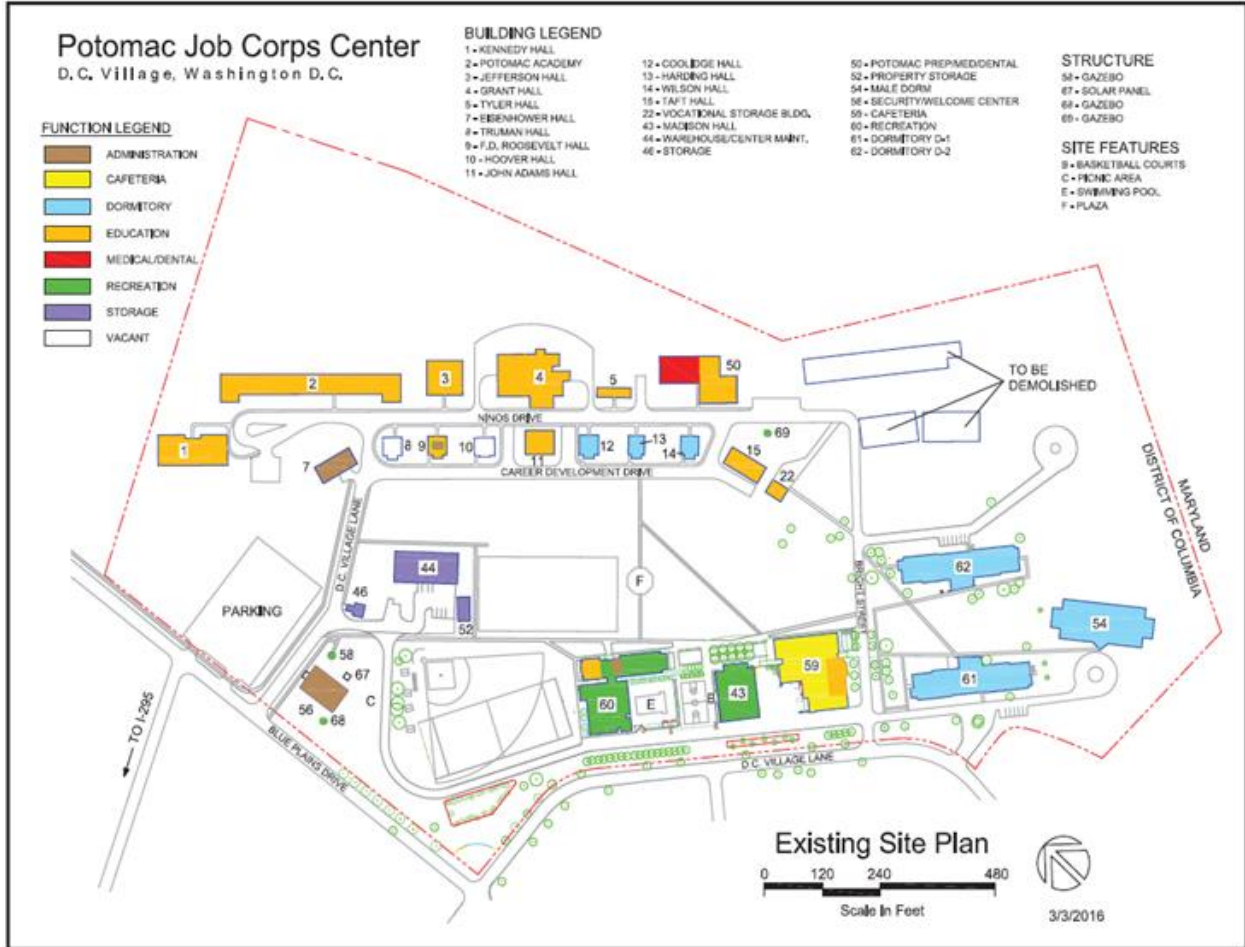 Potomac Job Corps Center
D.C. Village, Washington D.C.
FUNCTION LEGEND
ADMINISTRATION
CAFETERIA
DORMITORY
EDUCATION
MEDICAL/DENTAL
RECREATION
STORAGE
VACANT
BUILDING LEGEND
1 - KENNEDY HALL
2 - POTOMAC ACADEMY
3 - JEFFERSON HALL
4 - GRANT HALL
5 - TYLER HALL
7 - EISENHOWER HALL
8 - TRUMAN HALL
9 - F.D. ROOSEVELT HALL
10 - HOOVER HALL
11 - JOHN ADAMS HALL
12 - COOLIDGE HALL
13 - HARDING HALL
14 - WILSON HALL
15 - TAFT HALL
22 - VOCATIONAL STORAGE BLDG.
43 - MADISON HALL
44 - WAREHOUSE/CENTER MAINT.
46 - STORAGE
50 - POTOMAC PREP/MED/DENTAL
52 - PROPERTY STORAGE
54 - MALE DORM
56 - SECURITY/WELCOME CENTER
59 - CAFETERIA
60 - RECREATION
61 - DORMITORY D-1
62 - DORMITORY D-2
STRUCTURE
58 - GAZEBO
67 - SOLAR PANEL
68 - GAZEBO
69 - GAZEBO
SITE FEATURES
B - BASKETBALL COURTS
C - PICNIC AREA
E - SWIMMING POOL
F - PLAZA
TO BE
DEMOLISHED
2
3
4
5
50
NINOS DRIVE
1
7
8
9
10
11
12
13
14
69
15
22
CAREER DEVELOPMENT DRIVE
MARYLAND
DISTRICT OF COLUMBIA
D.C. VILLAGE LANE
44
46
52
F
BRIGHT STREET
62
54
PARKING
58
67
56
68
C
60
E
B
43
59
61
TO I-295
BLUE PLAINS DRIVE
D.C. VILLAGE LANE
Existing Site Plan
0 120 240 480
Scale In Feet
3/3/2016